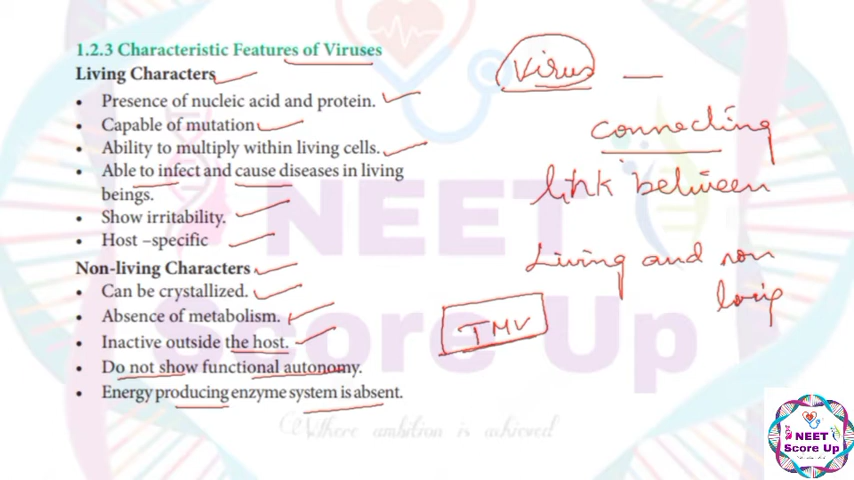 1.2.3 Characteristic Features of Viruses
Living Characters
• Presence of nucleic acid and protein.
• Capable of mutation
• Ability to multiply within living cells.
• Able to infect and cause diseases in living
beings.
• Show irritability.
• Host –specific
Non-living Characters
• Can be crystallized.
• Absence of metabolism.
• Inactive outside the host.
• Do not show functional autonomy.
• Energy producing enzyme system is absent.
Virus —
connecting
link between
Living and non
living
TMV
NEET
Score Up
Where ambition is achieved
NEET
Score Up